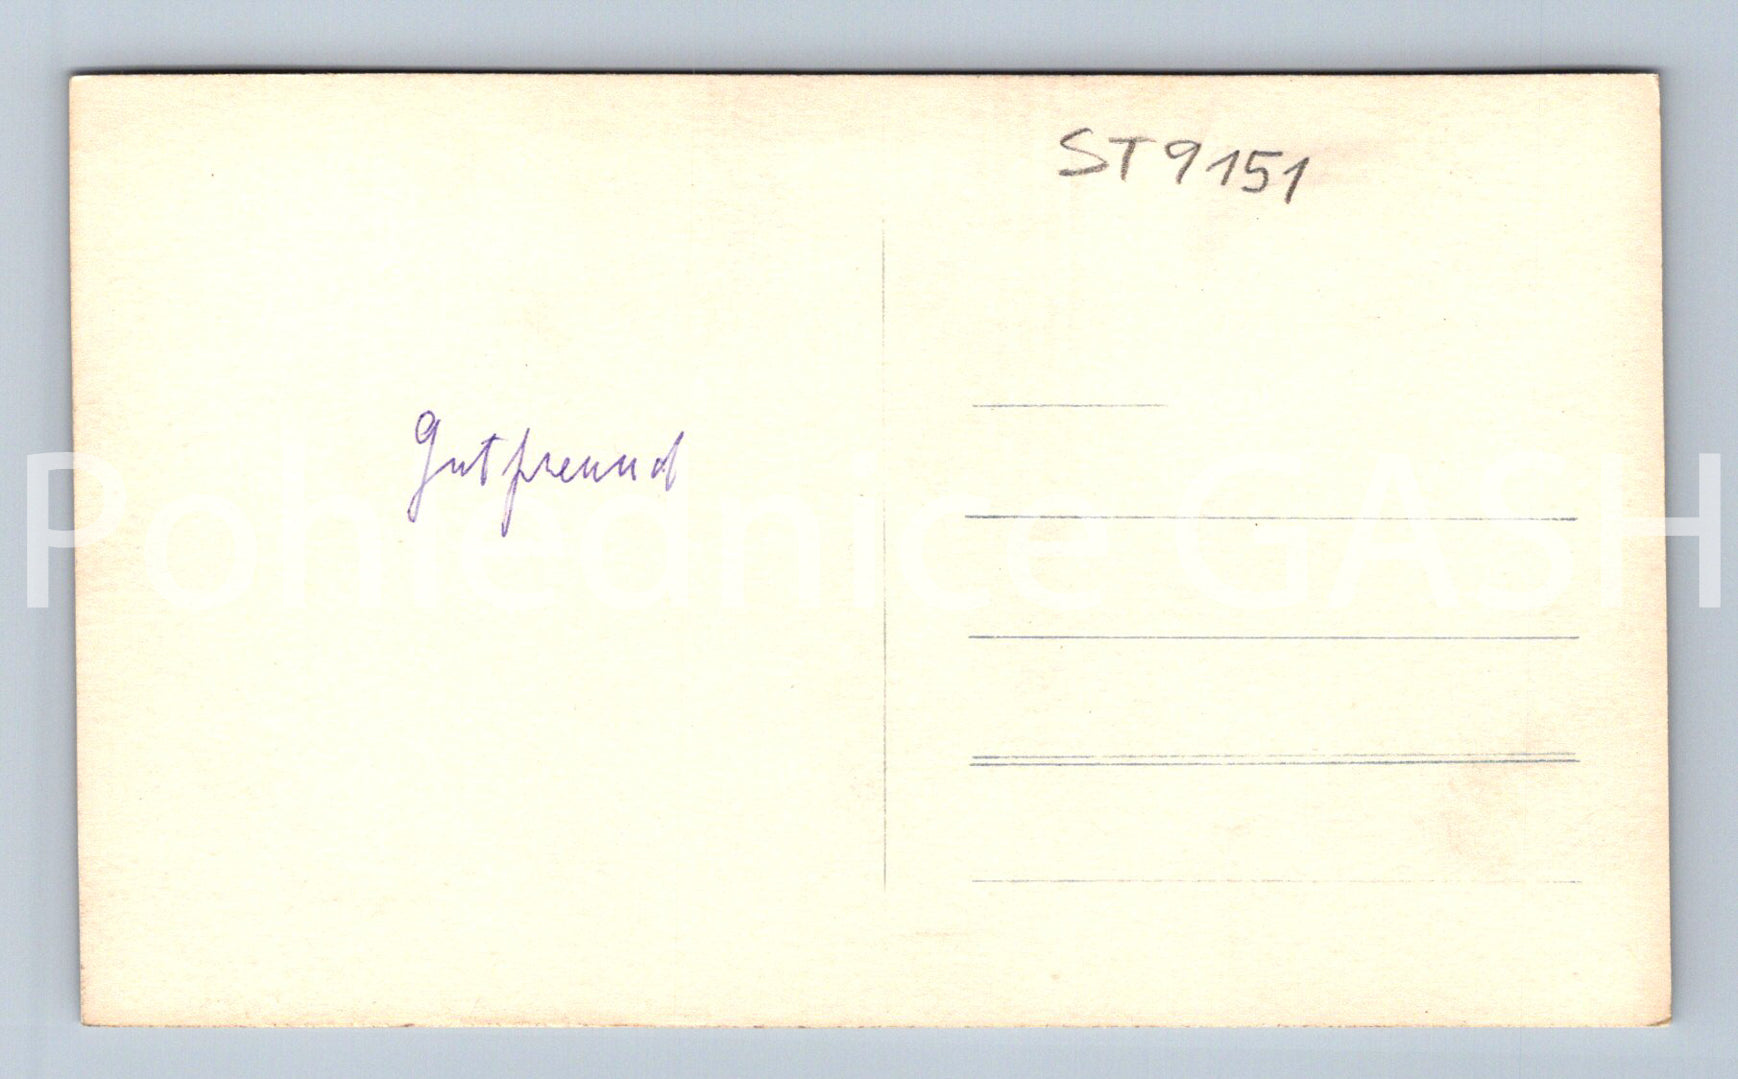 ST9151
Gutfreund
Pohlednice GASH